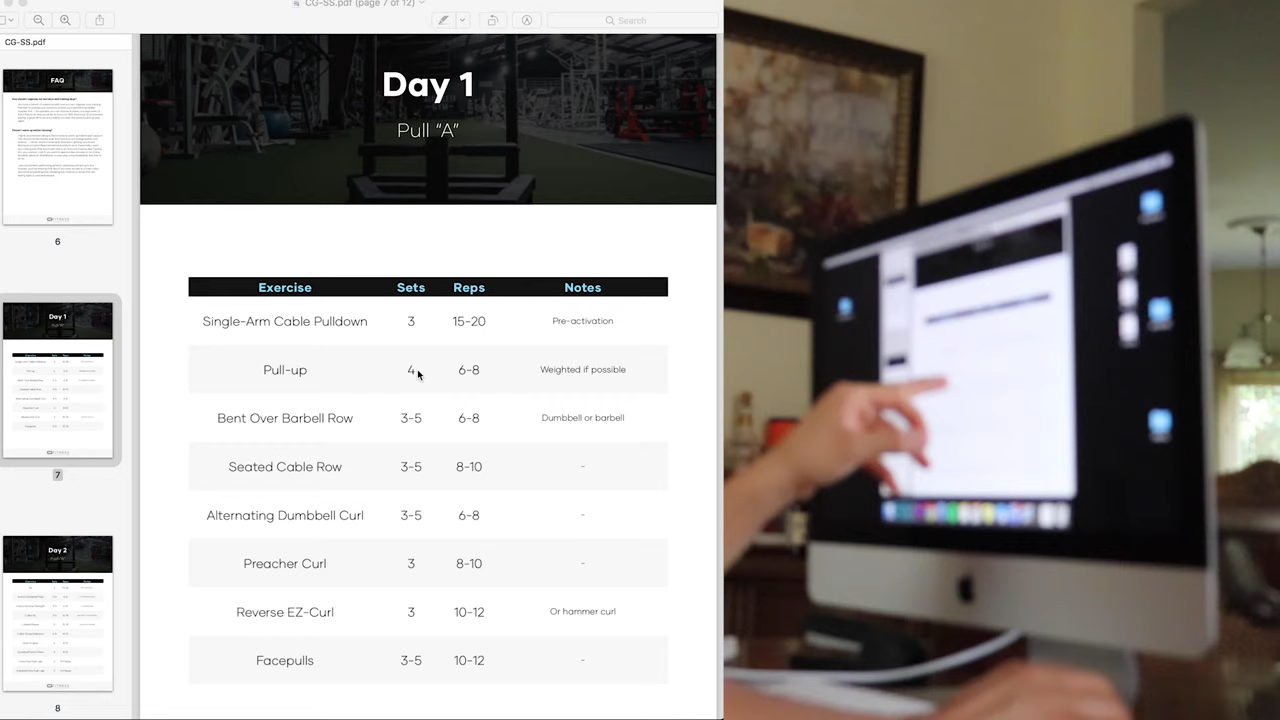 CG-SS.pdf (page 7 of 12)
Search
CG-SS.pdf
FAQ
6
Day 1
7
Day 2
8
Day 1
Pull “A”
Exercise Sets Reps Notes
Single-Arm Cable Pulldown 3 15-20 Pre-activation
Pull-up 4 6-8 Weighted if possible
Bent Over Barbell Row 3-5 6-8 Dumbbell or barbell
Seated Cable Row 3-5 8-10 -
Alternating Dumbbell Curl 3-5 6-8 -
Preacher Curl 3 8-10 -
Reverse EZ-Curl 3 10-12 Or hammer curl
Facepulls 3-5 10-12 -